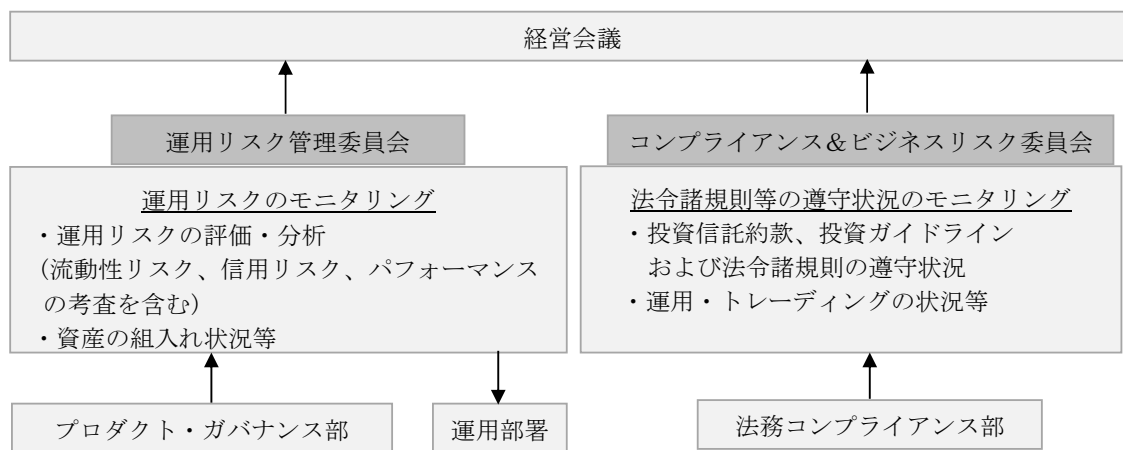 経営会議
運用リスク管理委員会
運用リスクのモニタリング
・運用リスクの評価・分析
（流動性リスク、信用リスク、パフォーマンス
の考査を含む）
・資産の組入れ状況等
コンプライアンス＆ビジネスリスク委員会
法令諸規則等の遵守状況のモニタリング
・投資信託約款、投資ガイドライン
および法令諸規則の遵守状況
・運用・トレーディングの状況等
プロダクト・ガバナンス部
運用部署
法務コンプライアンス部